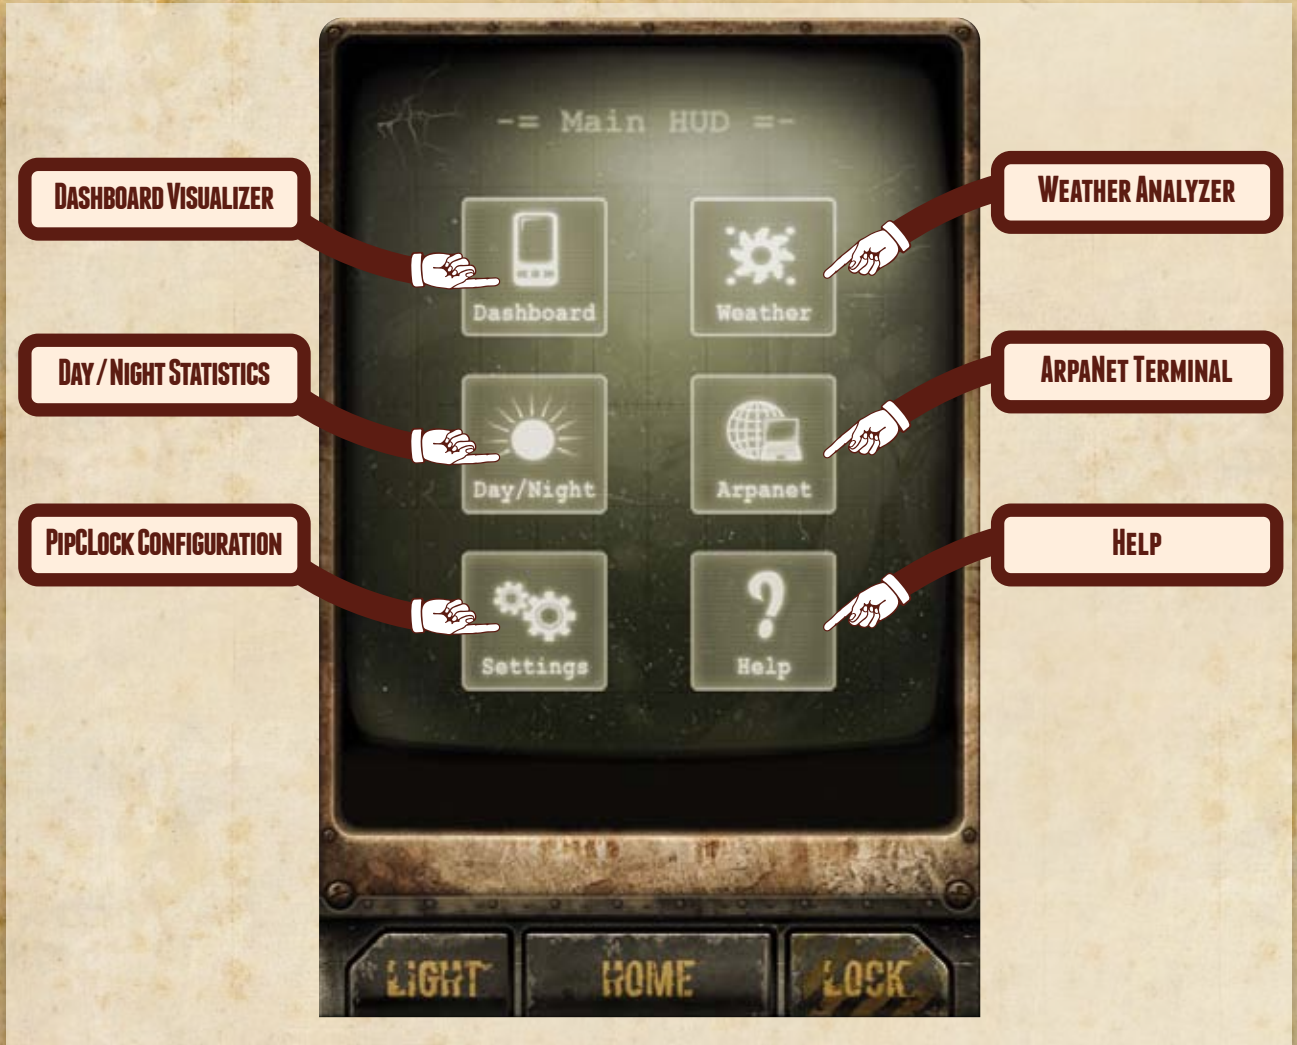 -= Main HUD =-
Dashboard Visualizer
Weather Analyzer
Dashboard
Weather
Day / Night Statistics
ArpaNet Terminal
Day/Night
Arpanet
PipCLock Configuration
Help
Settings
Help
LIGHT
HOME
LOCK